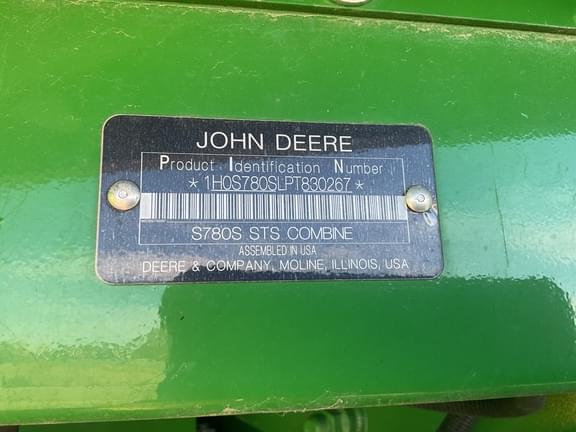 JOHN DEERE
Product Identification Number
*1H0S780SLPT830267*
S780S STS COMBINE
ASSEMBLED IN USA
DEERE & COMPANY, MOLINE, ILLINOIS, USA